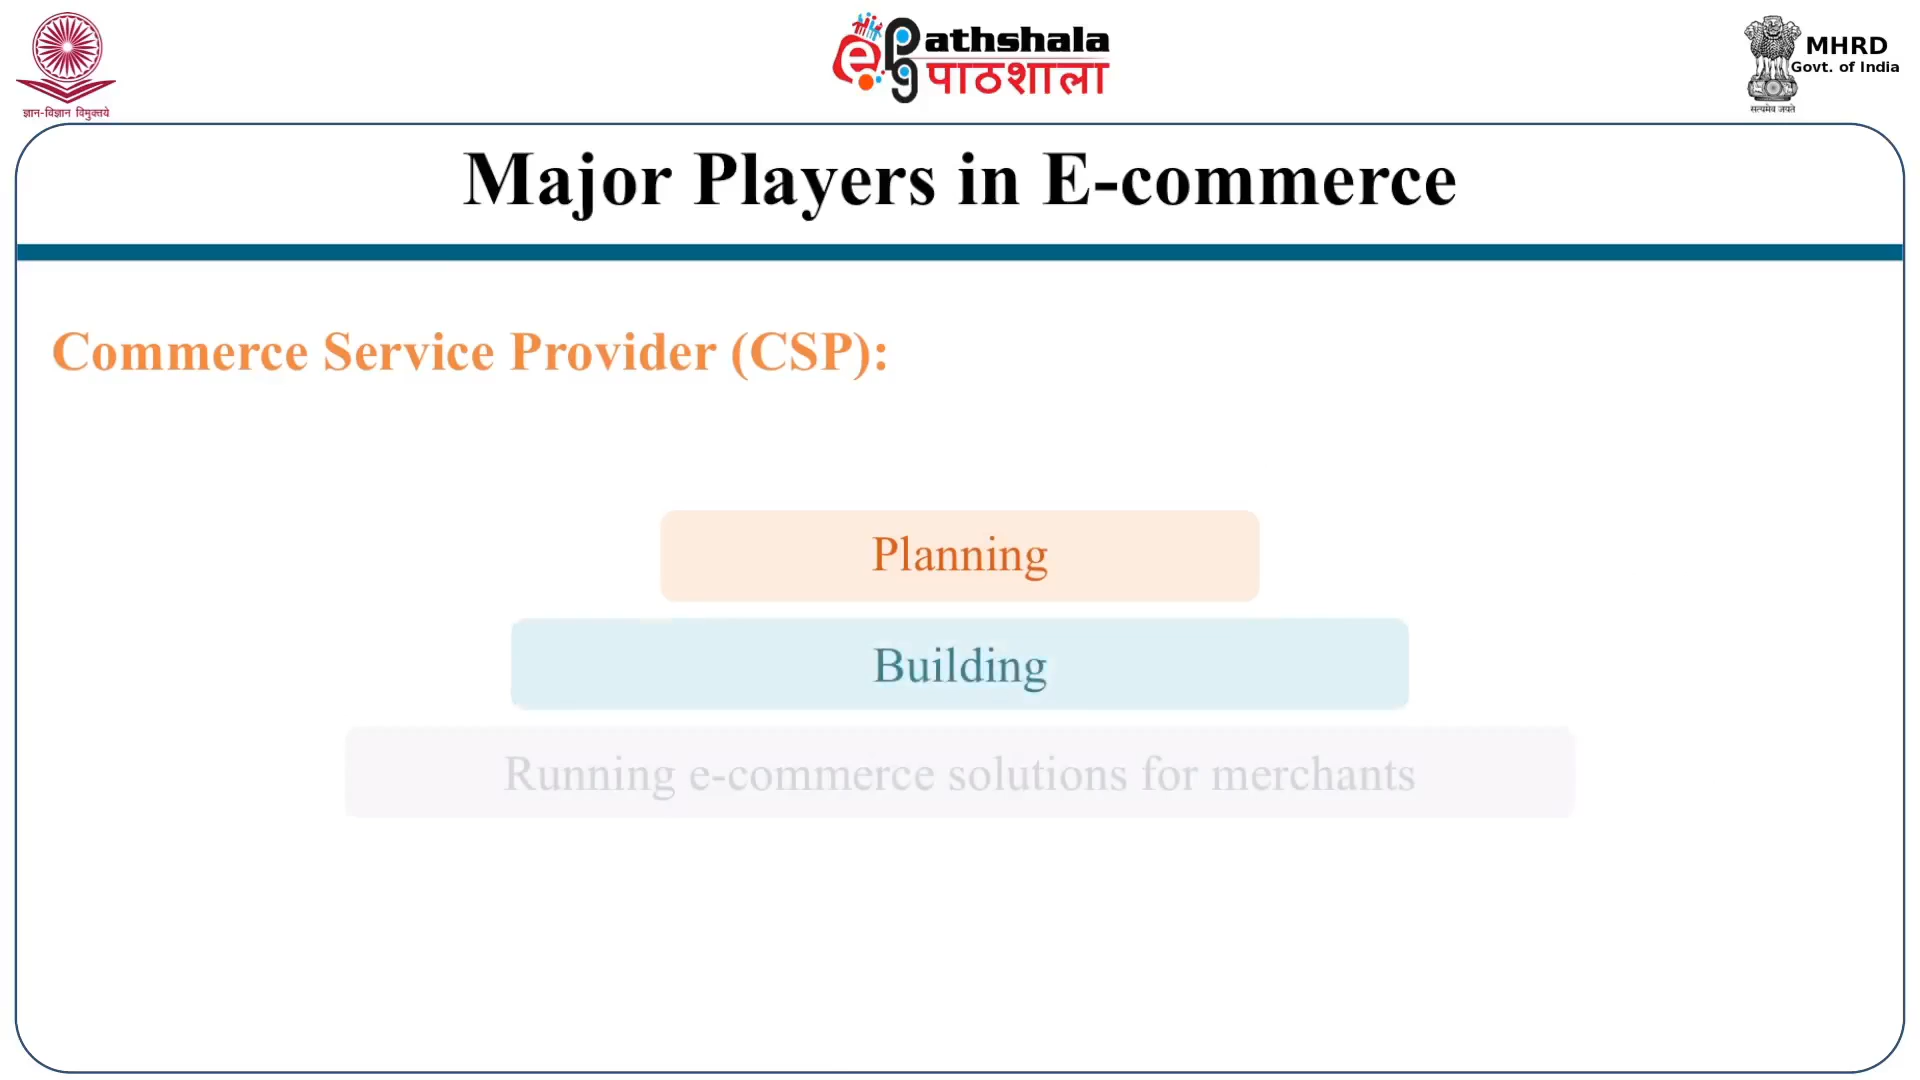 ज्ञान-विज्ञान विमुक्तये
e Pathshala
पाठशाला
MHRD
Govt. of India
सत्यमेव जयते
Major Players in E-commerce
Commerce Service Provider (CSP):
Planning
Building
Running e-commerce solutions for merchants